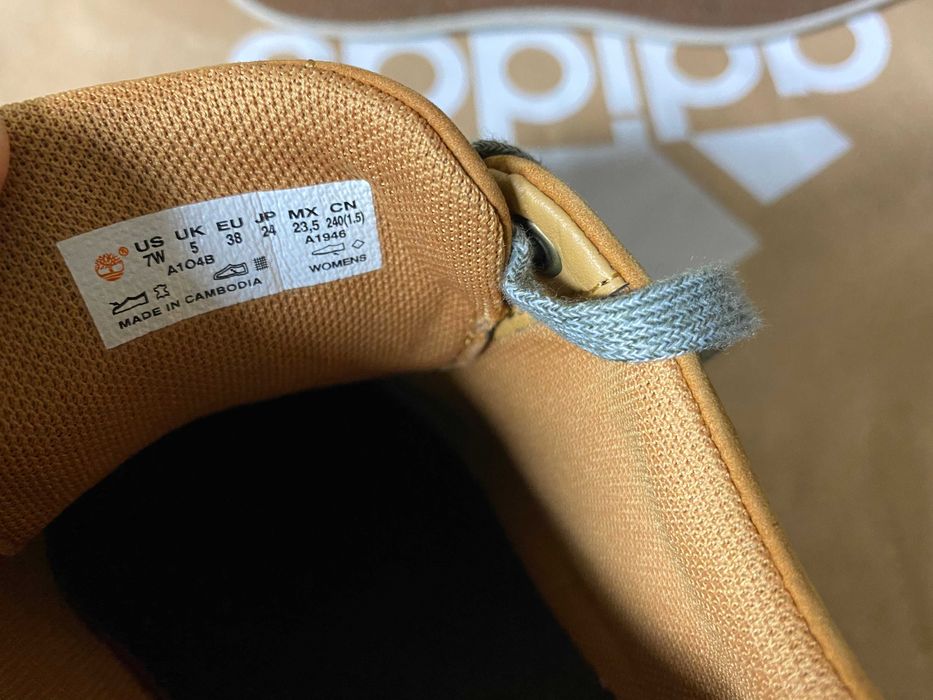 adidas
US UK EU JP MX CN
7W 5 38 24 23,5 240(1.5)
A104B A1946
WOMENS
MADE IN CAMBODIA